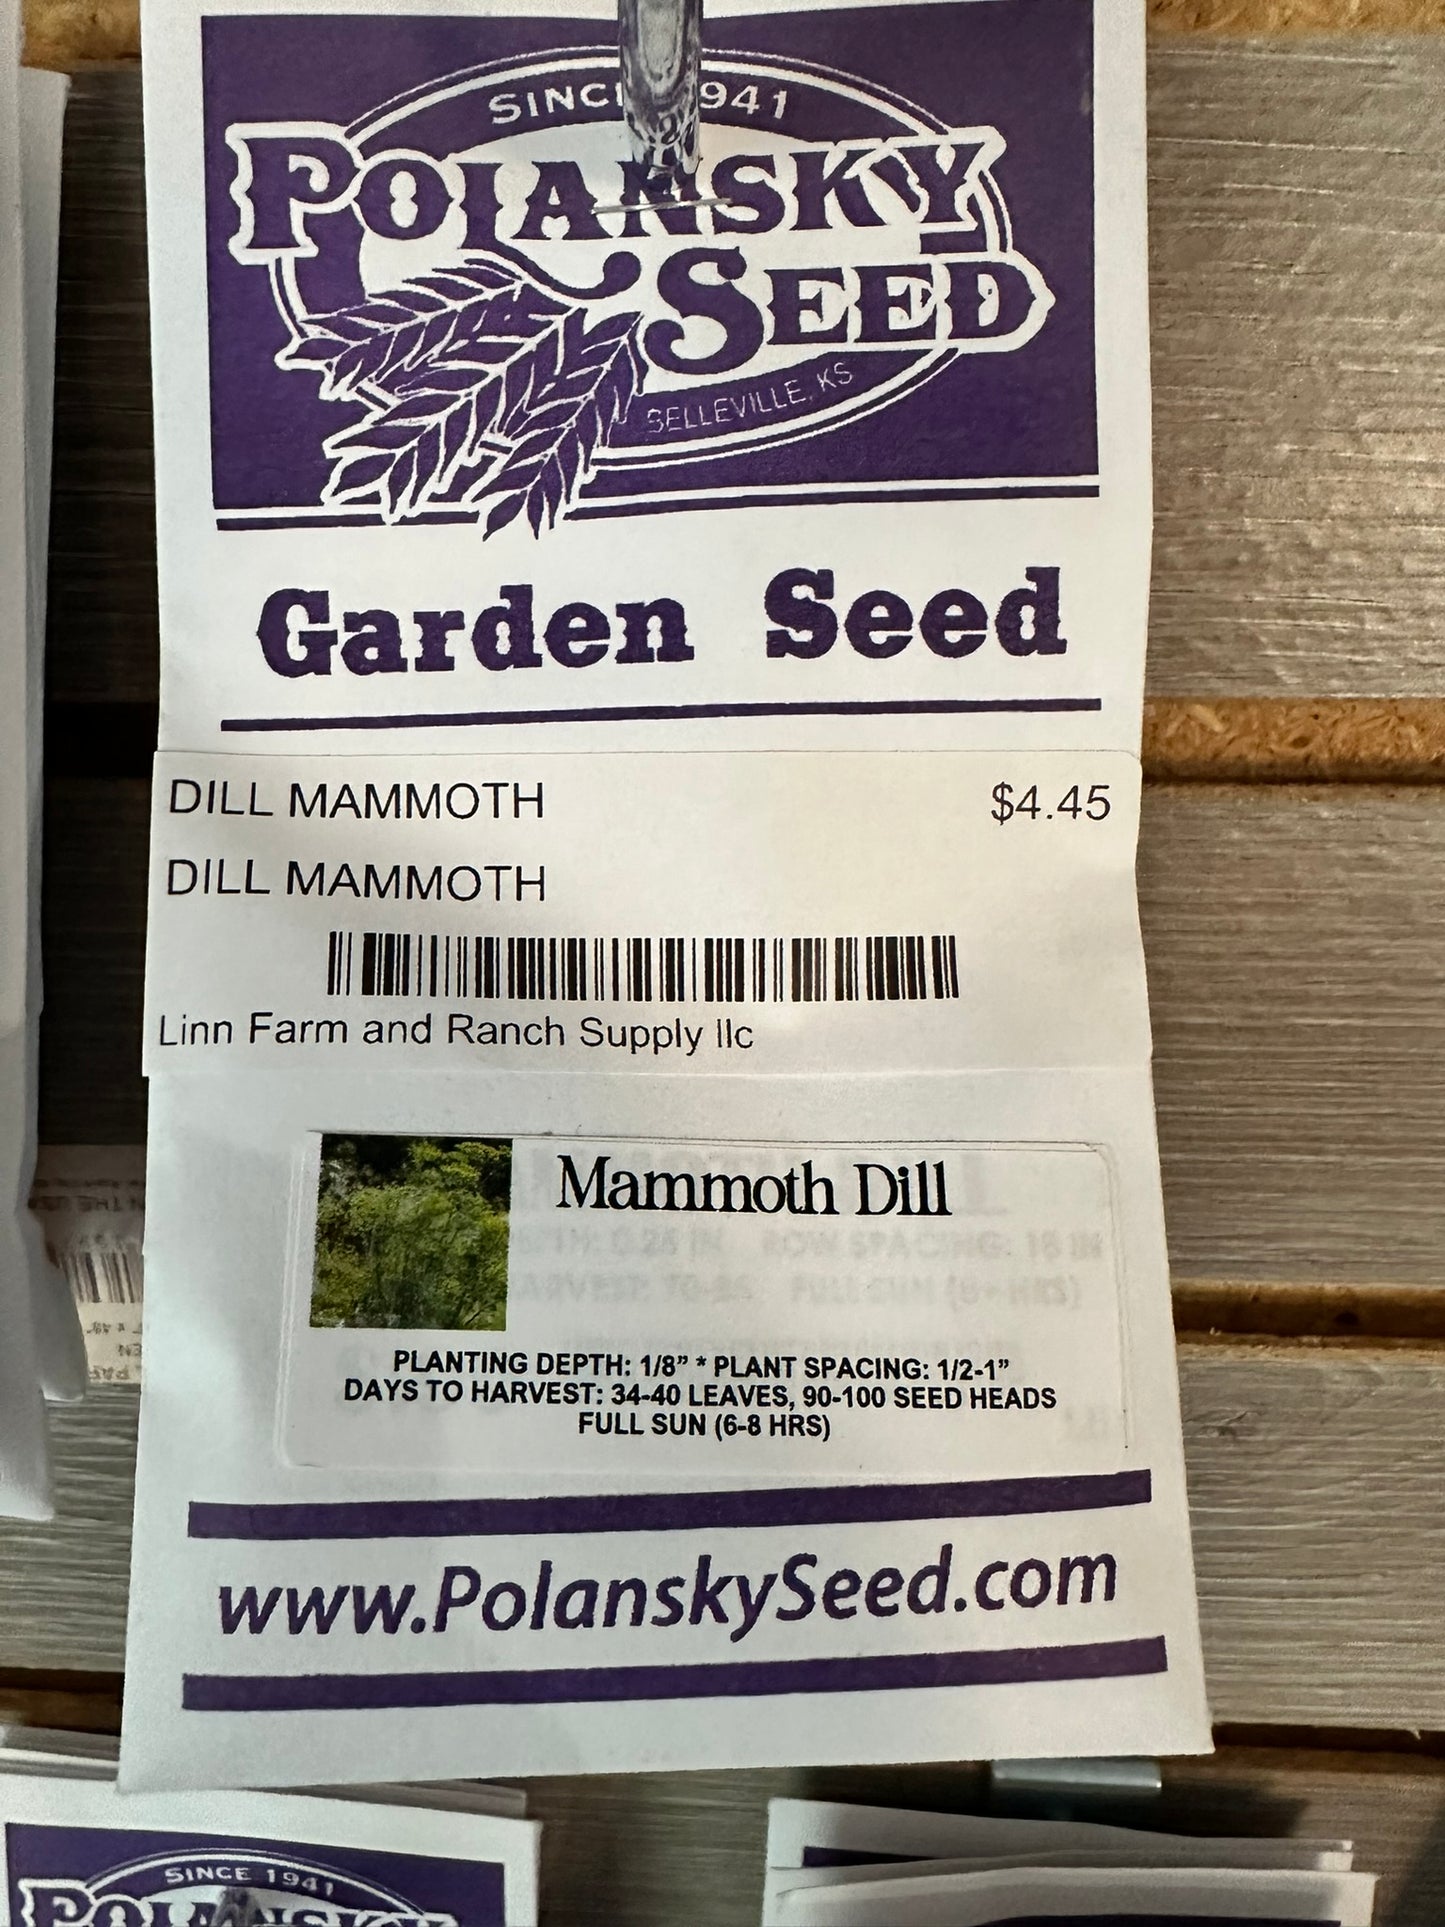 SINCE 1941
POLANSKY
SEED
BELLEVILLE, KS
Garden Seed
DILL MAMMOTH $4.45
DILL MAMMOTH
Linn Farm and Ranch Supply llc
Mammoth Dill
PLANTING DEPTH: 1/8” * PLANT SPACING: 1/2-1”
DAYS TO HARVEST: 34-40 LEAVES, 90-100 SEED HEADS
FULL SUN (6-8 HRS)
www.PolanskySeed.com
SINCE 1941
POLANSKY